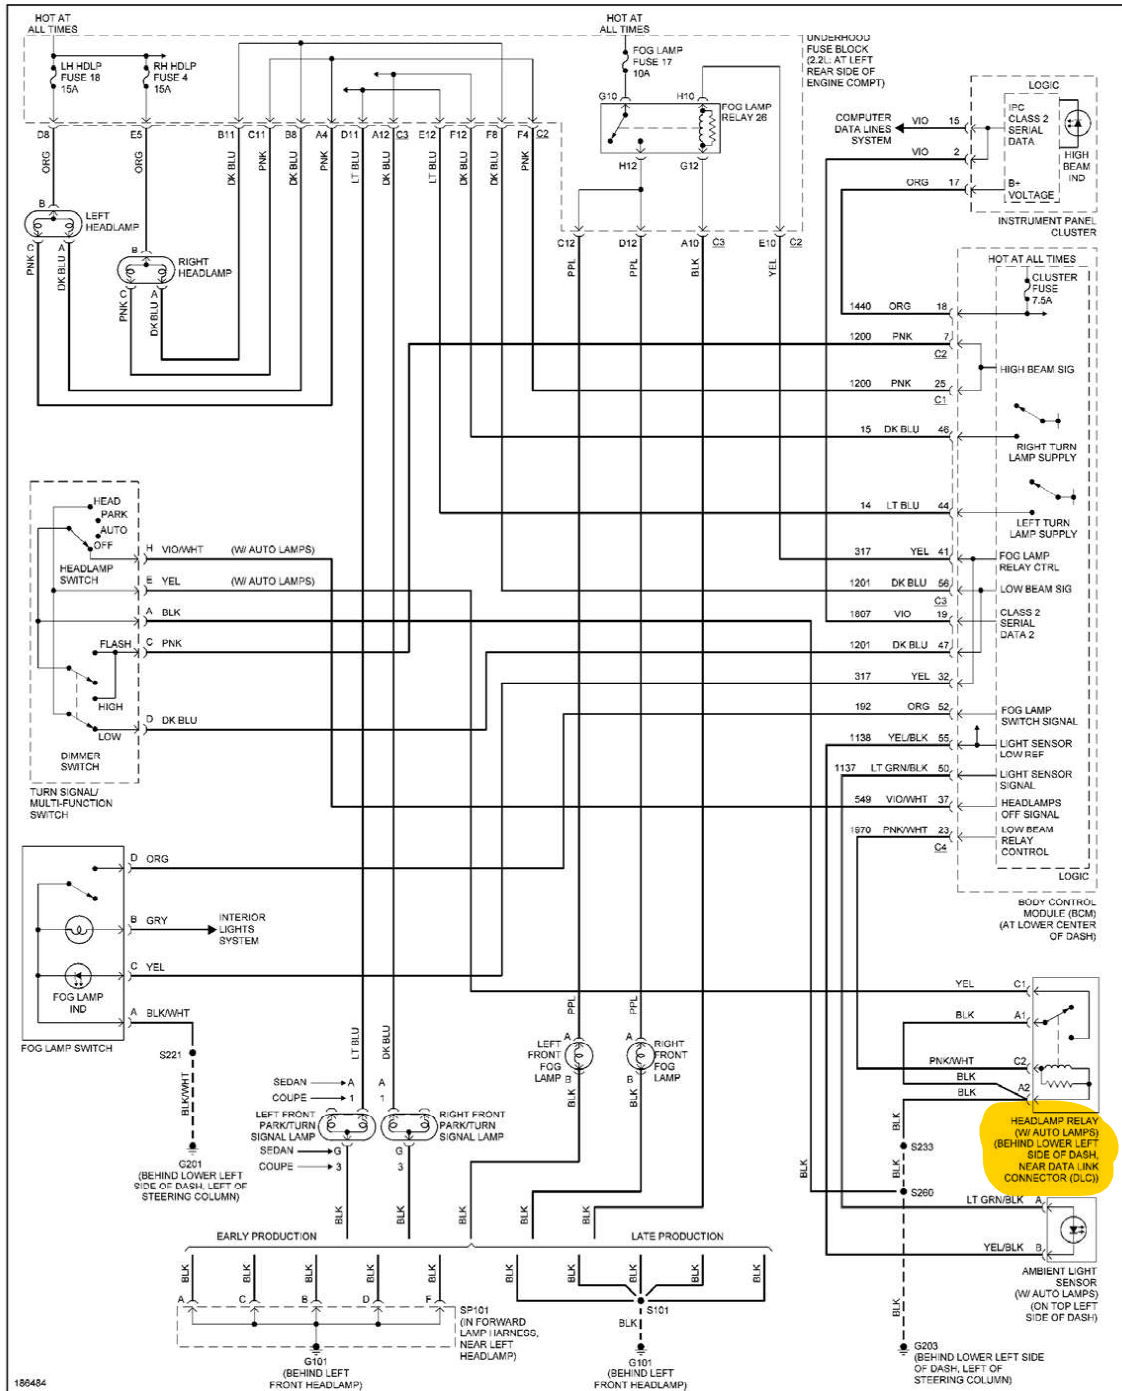 HOT AT
ALL TIMES
LH HDLP
FUSE 18
15A
RH HDLP
FUSE 4
15A
HOT AT
ALL TIMES
FOG LAMP
FUSE 17
10A
UNDERHOOD
FUSE BLOCK
(2.2L: AT LEFT
REAR SIDE OF
ENGINE COMPT)
G10
H10
FOG LAMP
RELAY 26
H12
G12
D8
E5
B11
C11
B8
A4
D11
A12
C3
E12
F12
F8
F4
C2
ORG
ORG
DK BLU
PNK
DK BLU
PNK
LT BLU
DK BLU
LT BLU
DK BLU
DK BLU
PNK
C12
D12
A10
C3
E10
C2
PPL
PPL
BLK
YEL
B
LEFT
HEADLAMP
C
A
PNK
DK BLU
B
RIGHT
HEADLAMP
C
A
PNK
DK BLU
COMPUTER
DATA LINES
SYSTEM
VIO 15
VIO 2
ORG 17
LOGIC
IPC
CLASS 2
SERIAL
DATA
HIGH
BEAM
IND
B+
VOLTAGE
INSTRUMENT PANEL
CLUSTER
HOT AT ALL TIMES
CLUSTER
FUSE
7.5A
1440 ORG 18
1200 PNK 7
C2
HIGH BEAM SIG
1200 PNK 25
C1
15 DK BLU 46
RIGHT TURN
LAMP SUPPLY
14 LT BLU 44
LEFT TURN
LAMP SUPPLY
317 YEL 41
FOG LAMP
RELAY CTRL
1201 DK BLU 56
C3
LOW BEAM SIG
1807 VIO 19
CLASS 2
SERIAL
DATA 2
1201 DK BLU 47
317 YEL 32
192 ORG 52
FOG LAMP
SWITCH SIGNAL
1138 YEL/BLK 55
LIGHT SENSOR
LOW REF
1137 LT GRN/BLK 50
LIGHT SENSOR
SIGNAL
549 VIO/WHT 37
HEADLAMPS
OFF SIGNAL
1970 PNK/WHT 23
C4
LOW BEAM
RELAY
CONTROL
LOGIC
BODY CONTROL
MODULE (BCM)
(AT LOWER CENTER
OF DASH)
HEAD
PARK
AUTO
OFF
HEADLAMP
SWITCH
H VIO/WHT (W/ AUTO LAMPS)
E YEL (W/ AUTO LAMPS)
A BLK
FLASH
C PNK
HIGH
D DK BLU
LOW
DIMMER
SWITCH
TURN SIGNAL/
MULTI-FUNCTION
SWITCH
D ORG
B GRY
INTERIOR
LIGHTS
SYSTEM
C YEL
FOG LAMP
IND
A BLK/WHT
FOG LAMP SWITCH
S221
BLK/WHT
G201
(BEHIND LOWER LEFT
SIDE OF DASH, LEFT OF
STEERING COLUMN)
LT BLU
DK BLU
SEDAN A A
COUPE 1 1
LEFT FRONT
PARK/TURN
SIGNAL LAMP
RIGHT FRONT
PARK/TURN
SIGNAL LAMP
SEDAN G G
COUPE 3 3
PPL
PPL
LEFT
FRONT
FOG
LAMP
A
B
RIGHT
FRONT
FOG
LAMP
A
B
BLK
BLK
YEL C1
BLK A1
PNK/WHT C2
BLK
BLK
A2
HEADLAMP RELAY
(W/ AUTO LAMPS)
(BEHIND LOWER LEFT
SIDE OF DASH,
NEAR DATA LINK
CONNECTOR (DLC))
BLK
S233
BLK
S260
BLK
LT GRN/BLK A
YEL/BLK B
AMBIENT LIGHT
SENSOR
(W/ AUTO LAMPS)
(ON TOP LEFT
SIDE OF DASH)
BLK
G203
(BEHIND LOWER LEFT SIDE
OF DASH, LEFT OF
STEERING COLUMN)
BLK
BLK
BLK
BLK
BLK
EARLY PRODUCTION
LATE PRODUCTION
BLK
BLK
BLK
BLK
BLK
BLK
BLK
BLK
BLK
BLK
A
C
B
D
F
SP101
(IN FORWARD
LAMP HARNESS,
NEAR LEFT
HEADLAMP)
G101
(BEHIND LEFT
FRONT HEADLAMP)
S101
BLK
G101
(BEHIND LEFT
FRONT HEADLAMP)
186484